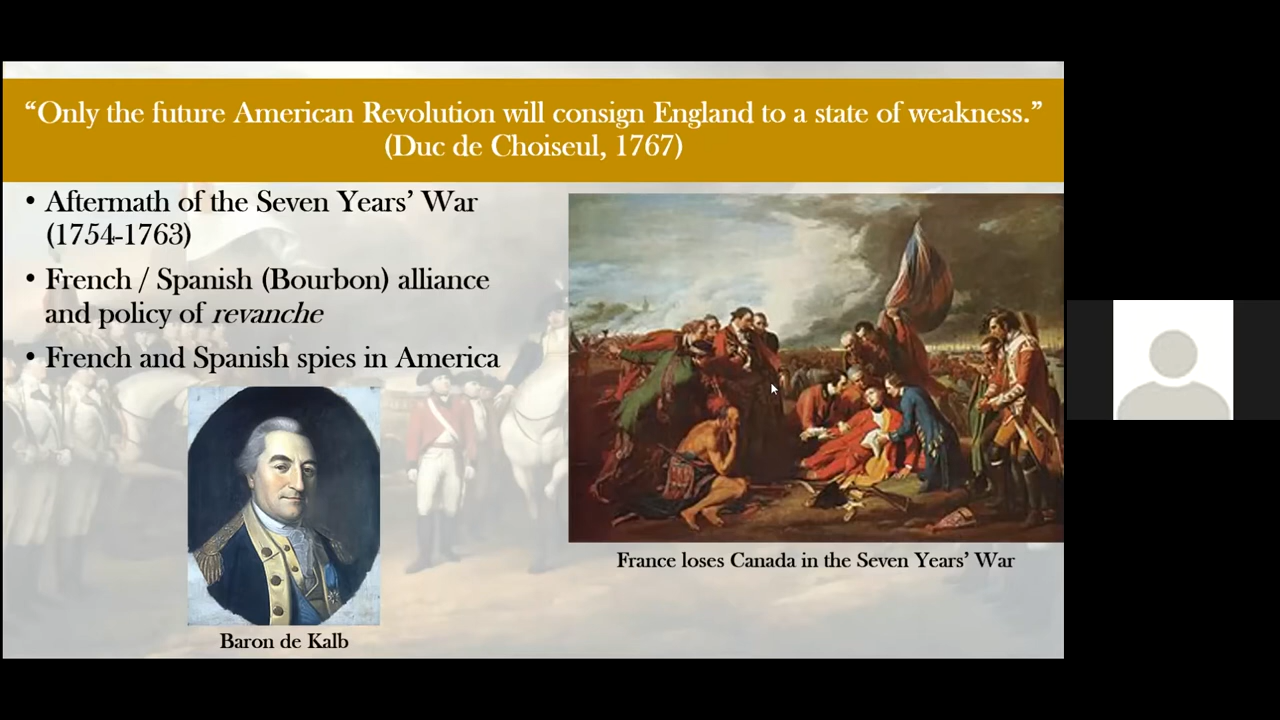 “Only the future American Revolution will consign England to a state of weakness.”
(Duc de Choiseul, 1767)
• Aftermath of the Seven Years’ War
(1754-1763)
• French / Spanish (Bourbon) alliance
and policy of revanche
• French and Spanish spies in America
Baron de Kalb
France loses Canada in the Seven Years’ War